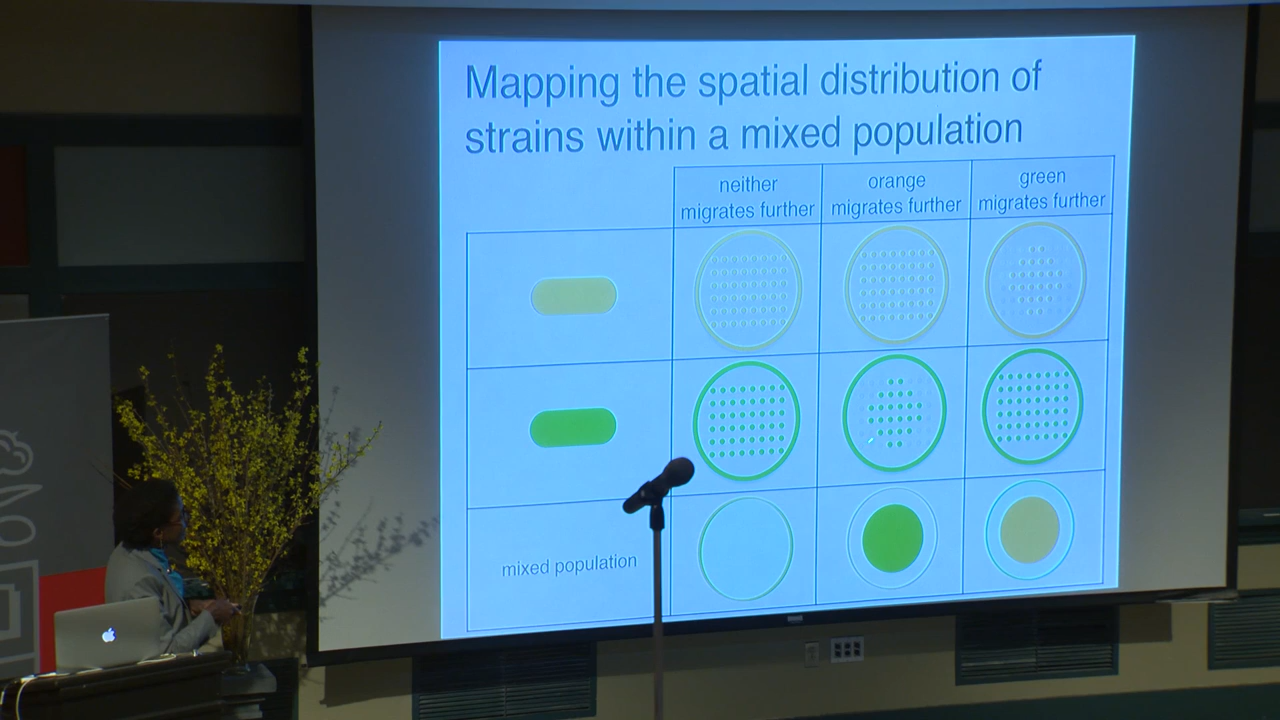 Mapping the spatial distribution of
strains within a mixed population
neither
migrates further
orange
migrates further
green
migrates further
mixed population